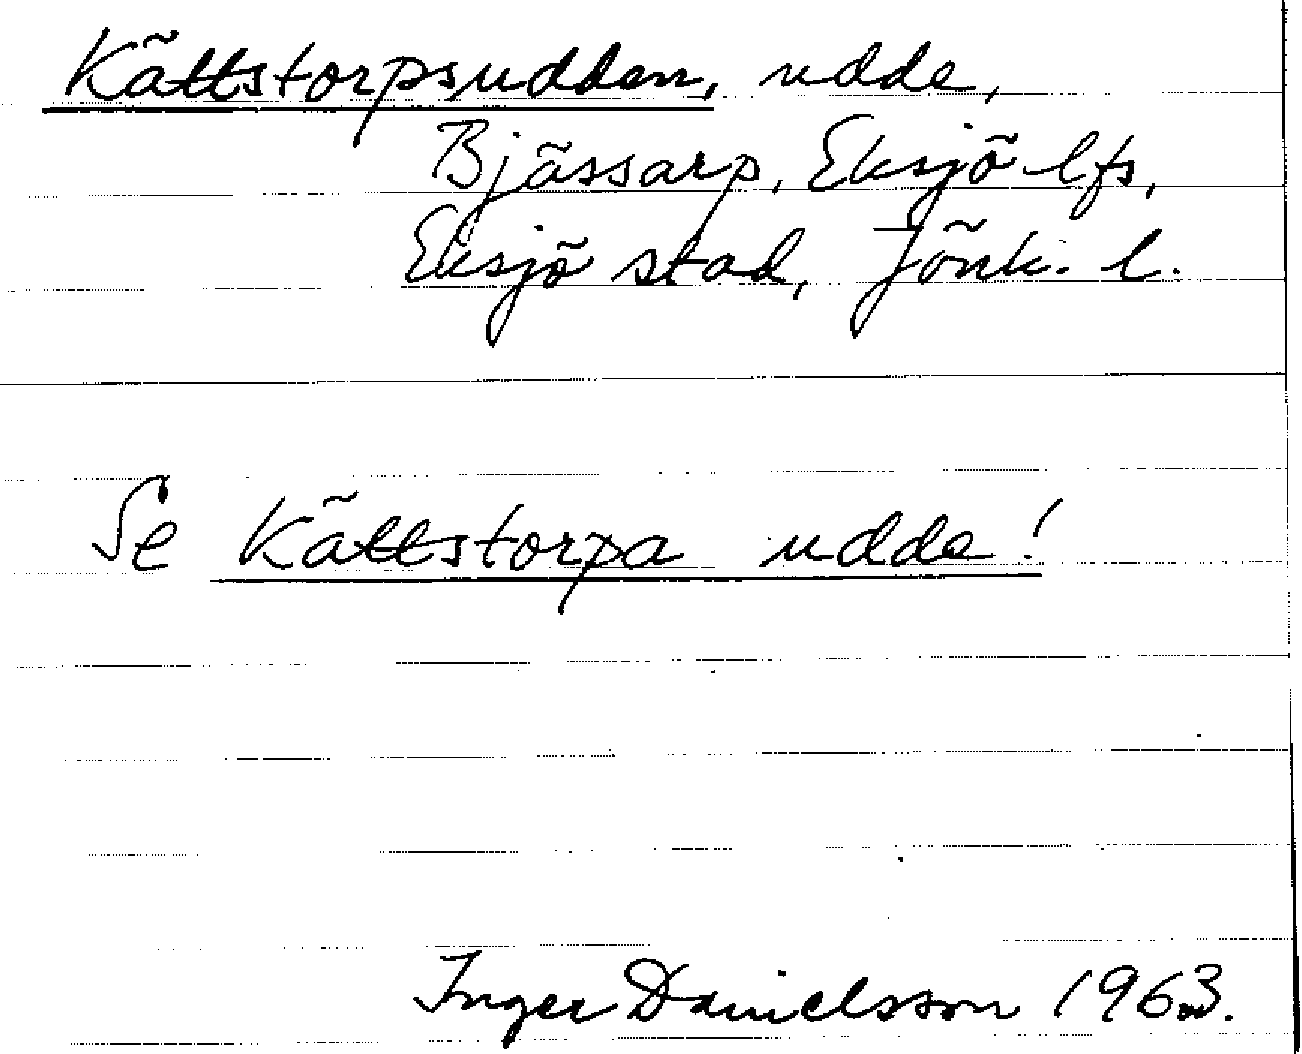 Kättstorpsudden, udde,
Bjässarp, Eksjö lfs,
Eksjö stad, Jönk. l.
Se Kättstorpa udde!
Inger Danielsson 1963.